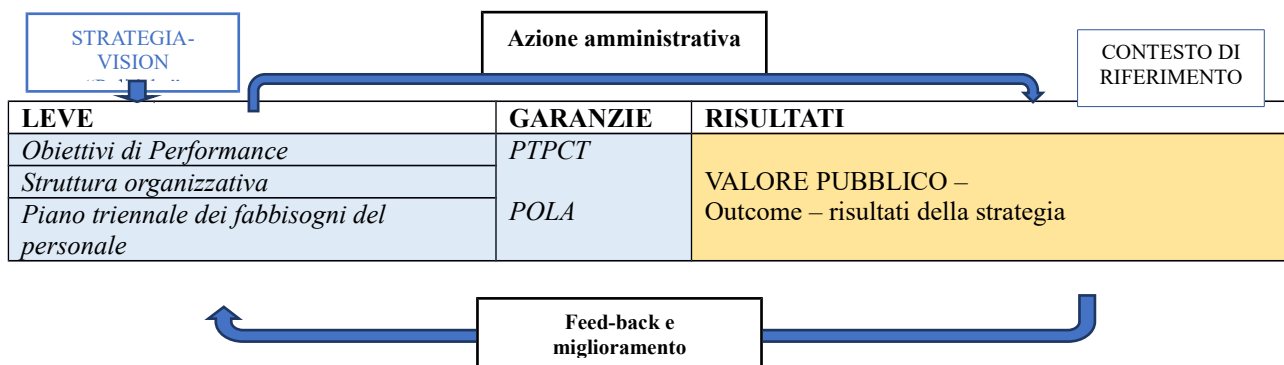 STRATEGIA-
VISION
Azione amministrativa
CONTESTO DI
RIFERIMENTO
LEVE GARANZIE RISULTATI
Obiettivi di Performance PTPCT
Struttura organizzativa
VALORE PUBBLICO –
Piano triennale dei fabbisogni del POLA Outcome – risultati della strategia
personale
Feed-back e
miglioramento